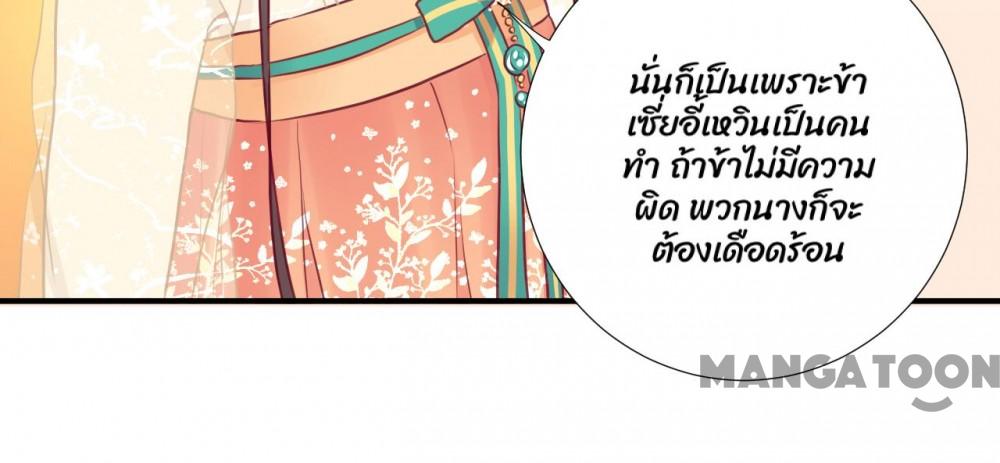 นั่นก็เป็นเพราะข้า
เซี่ยอี้เหวินเป็นคน
ทำ ถ้าข้าไม่มีความ
ผิด พวกนางก็จะ
ต้องเดือดร้อน
MANGATOON